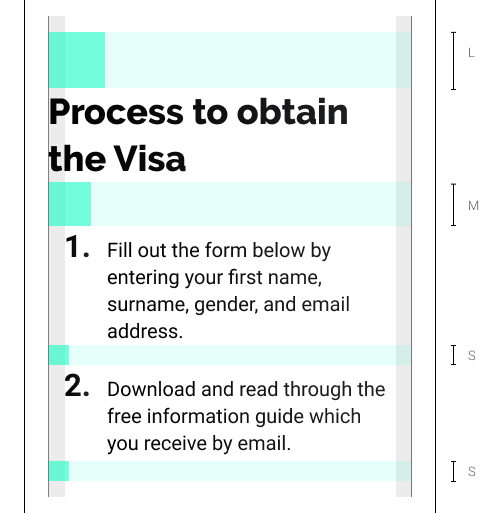 L
Process to obtain
the Visa
M
1. Fill out the form below by
entering your first name,
surname, gender, and email
address.
S
2. Download and read through the
free information guide which
you receive by email.
S